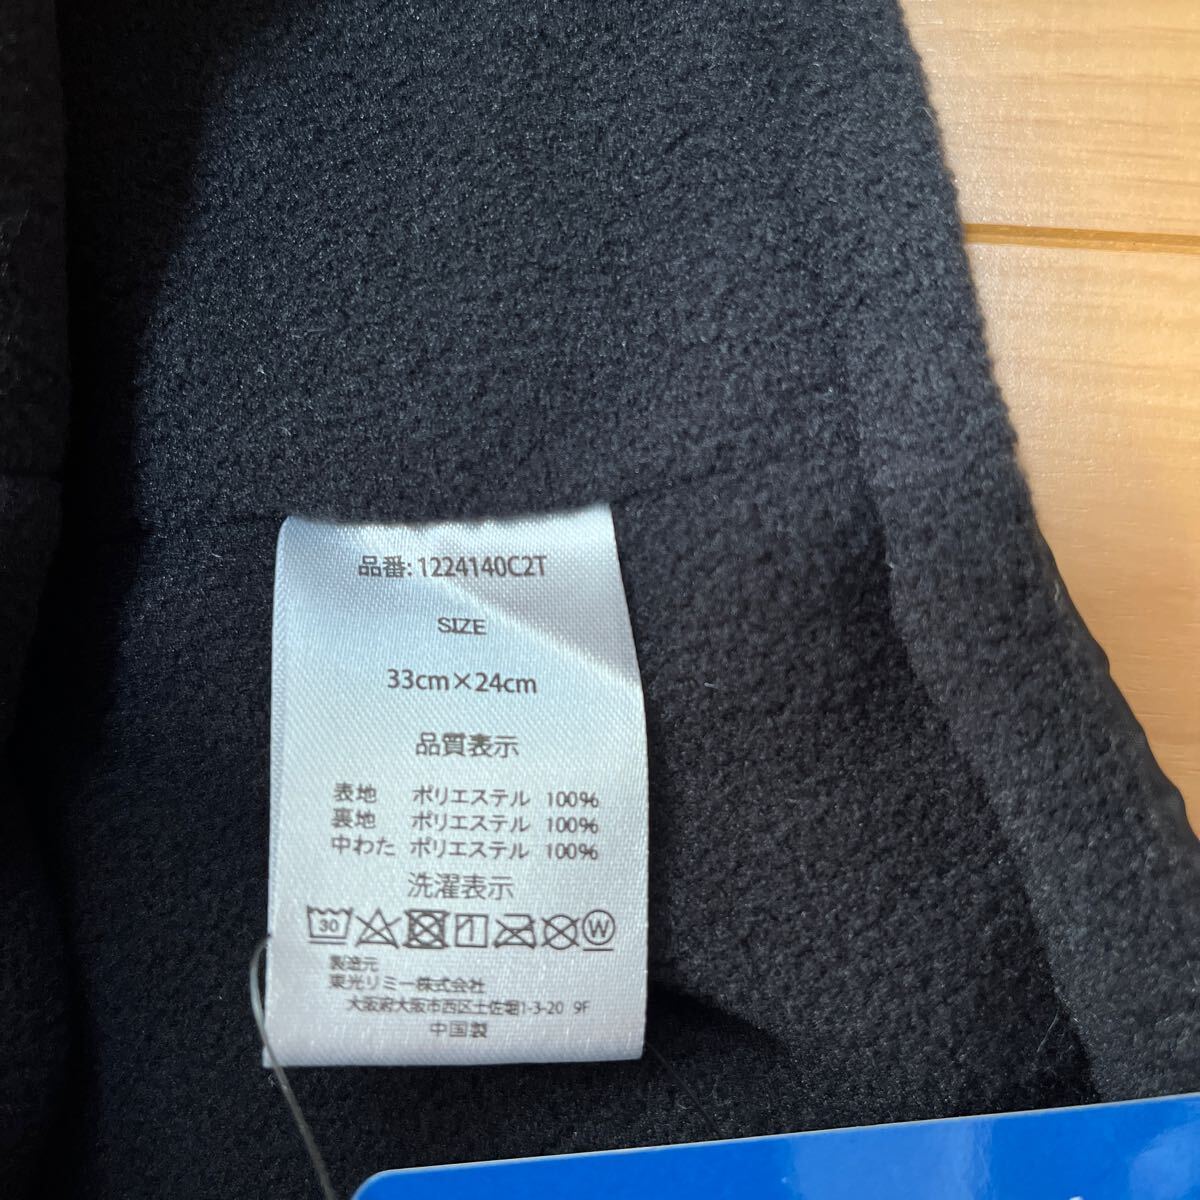 品番: 1224140C2T
SIZE
33cm×24cm
品質表示
表地 ポリエステル 100%
裏地 ポリエステル 100%
中わた ポリエステル 100%
洗濯表示
30 W
製造元
東光リミー株式会社
大阪府大阪市西区土佐堀1-3-20 9F
中国製